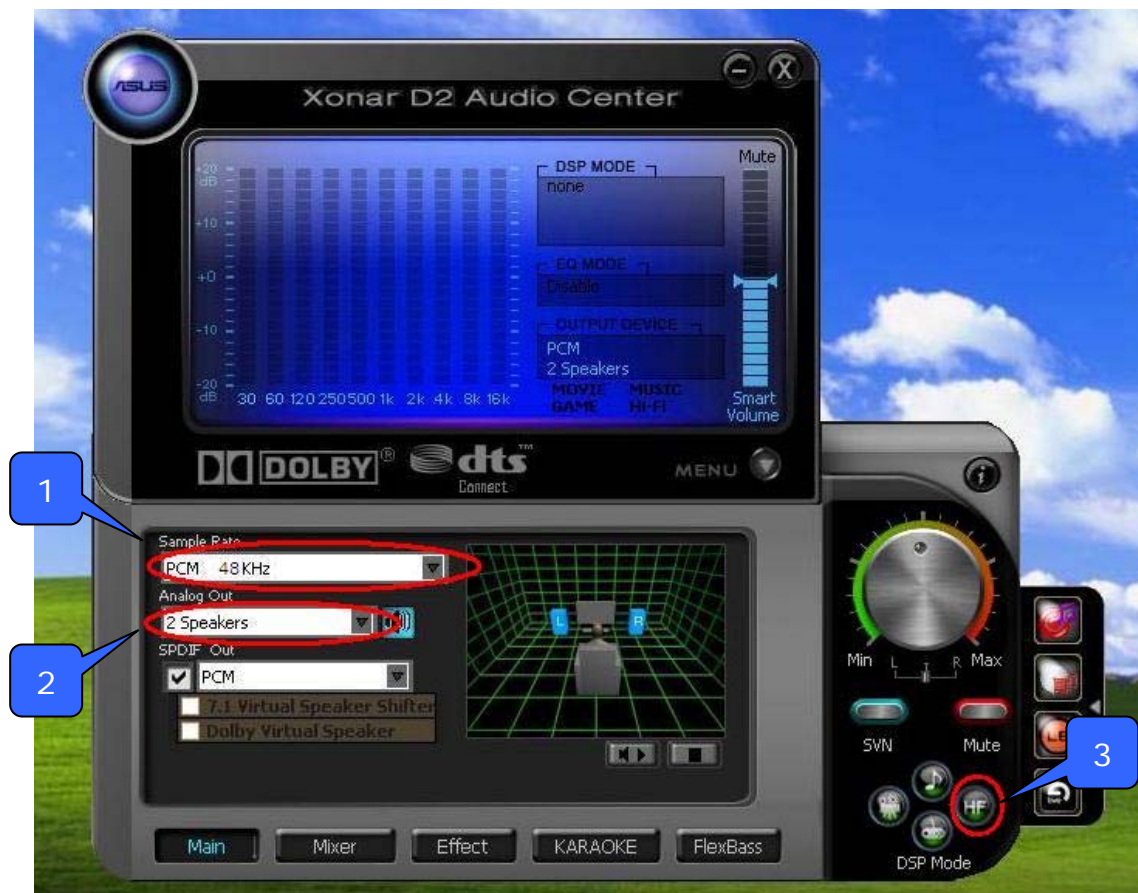 ASUS
- X
Xonar D2 Audio Center
+20
dB
+10
+0
-10
-20
dB
30 60 120 250 500 1k 2k 4k 8k 16k
DSP MODE
none
EQ MODE
Disable
OUTPUT DEVICE
PCM
2 Speakers
MOVIE MUSIC
GAME HI-FI
Mute
Smart
Volume
DOLBY®
dts™
Connect
MENU
i
1
Sample Rate
PCM 48KHz
Analog Out
2 Speakers
2
SPDIF Out
PCM
7.1 Virtual Speaker Shifter
Dolby Virtual Speaker
L R
Min L R Max
SVN Mute
HF
3
DSP Mode
Main Mixer Effect KARAOKE FlexBass